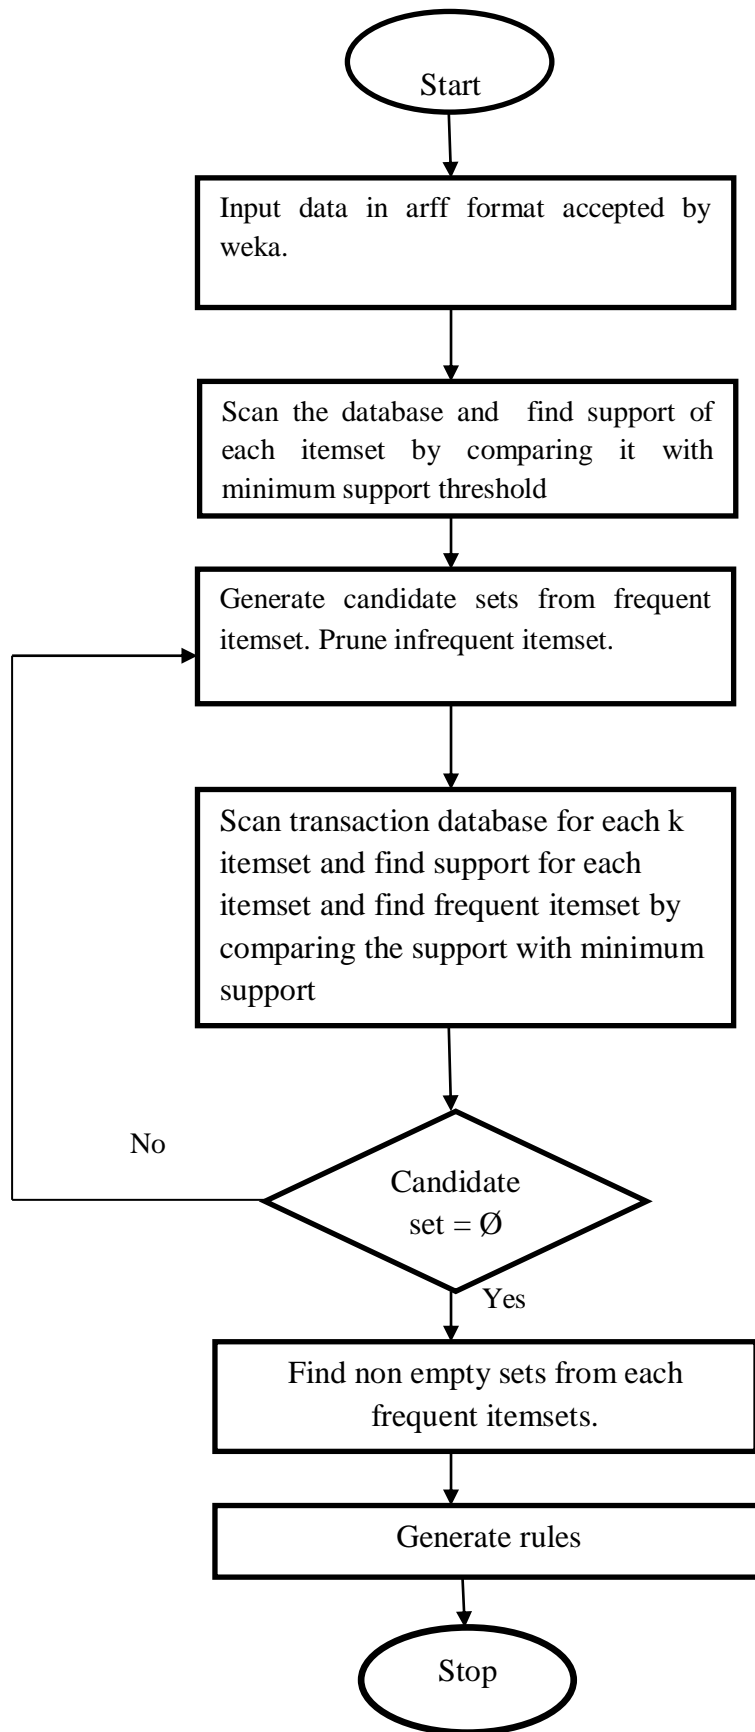 Start
Input data in arff format accepted by
weka.
Scan the database and find support of
each itemset by comparing it with
minimum support threshold
Generate candidate sets from frequent
itemset. Prune infrequent itemset.
Scan transaction database for each k
itemset and find support for each
itemset and find frequent itemset by
comparing the support with minimum
support
No
Candidate
set = Ø
Yes
Find non empty sets from each
frequent itemsets.
Generate rules
Stop